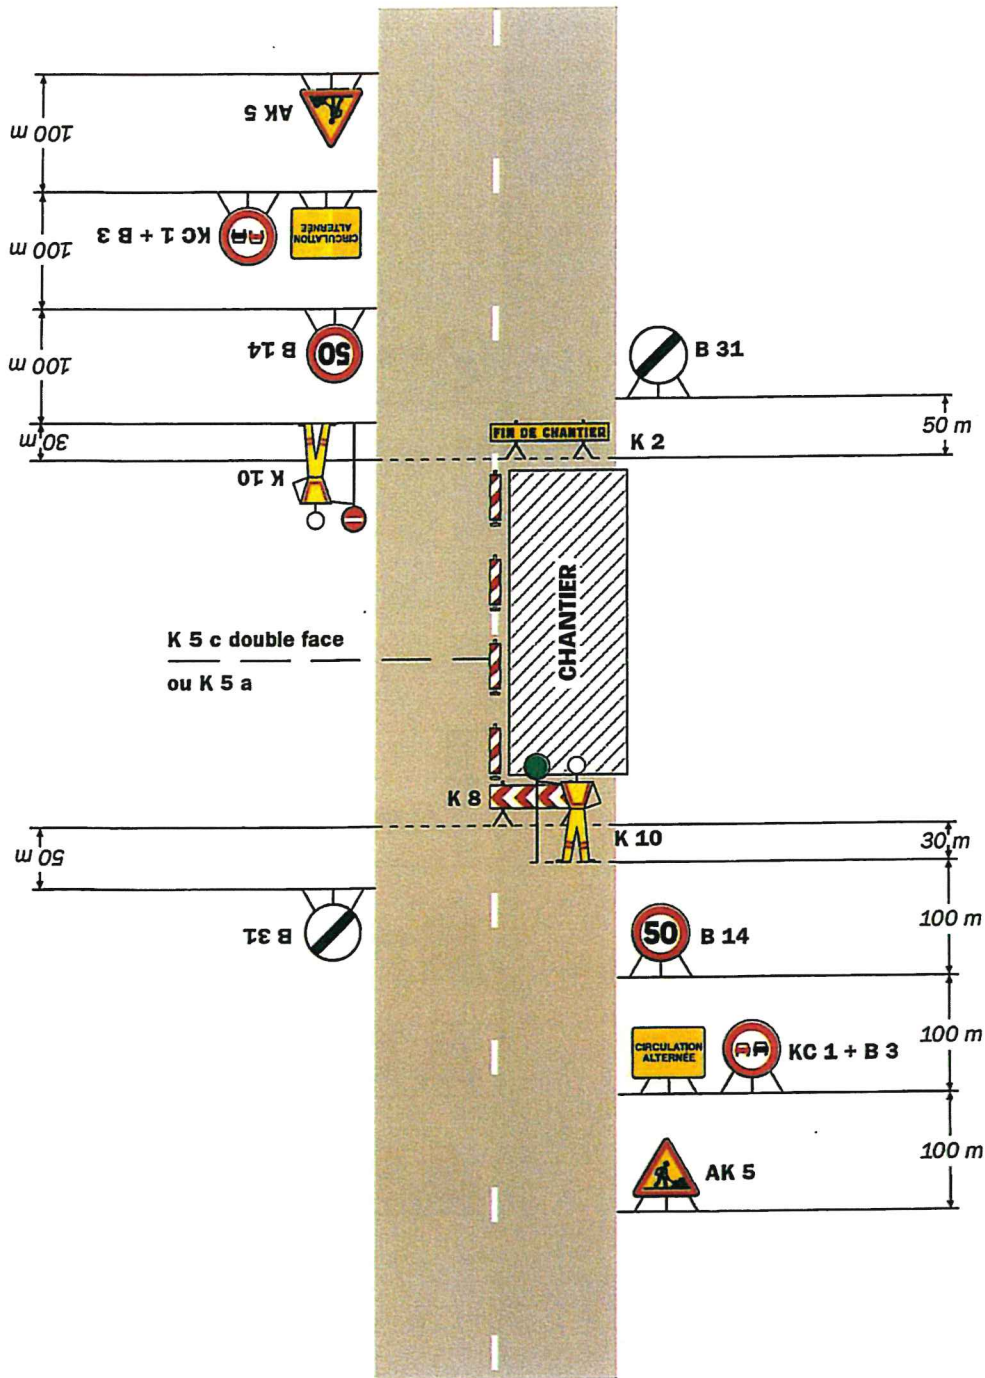 AK 5
100 m
KC 1 + B 3
CIRCULATION
ALTERNÉE
100 m
B 14
50
100 m
B 31
50 m
30 m
FIN DE CHANTIER
K 2
K 10
CHANTIER
K 5 c double face
ou K 5 a
K 8
K 10
30 m
50 m
B 31
50
B 14
100 m
CIRCULATION
ALTERNÉE
KC 1 + B 3
100 m
AK 5
100 m